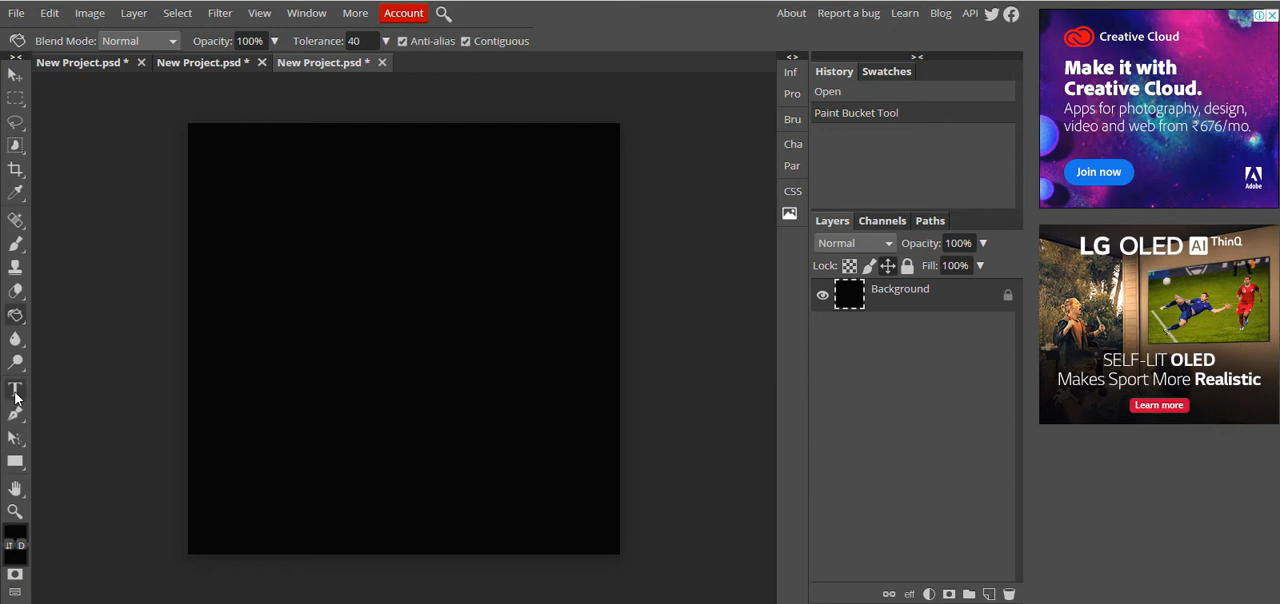 File Edit Image Layer Select Filter View Window More Account About Report a bug Learn Blog API
Blend Mode: Normal Opacity: 100% Tolerance: 40 Anti-alias Contiguous
New Project.psd * New Project.psd * New Project.psd *
Inf
Pro
Bru
Cha
Par
CSS
History Swatches
Open
Paint Bucket Tool
Layers Channels Paths
Normal Opacity: 100%
Lock: Fill: 100%
Background
eff
D
Creative Cloud
Make it with
Creative Cloud.
Apps for photography, design,
video and web from ₹676/mo.
Join now
Adobe
LG OLED AI ThinQ
SELF-LIT OLED
Makes Sport More Realistic
Learn more